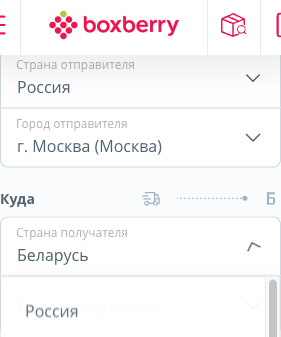 boxberry
Страна отправителя
Россия
Город отправителя
г. Москва (Москва)
Куда
Б
Страна получателя
Беларусь
Россия